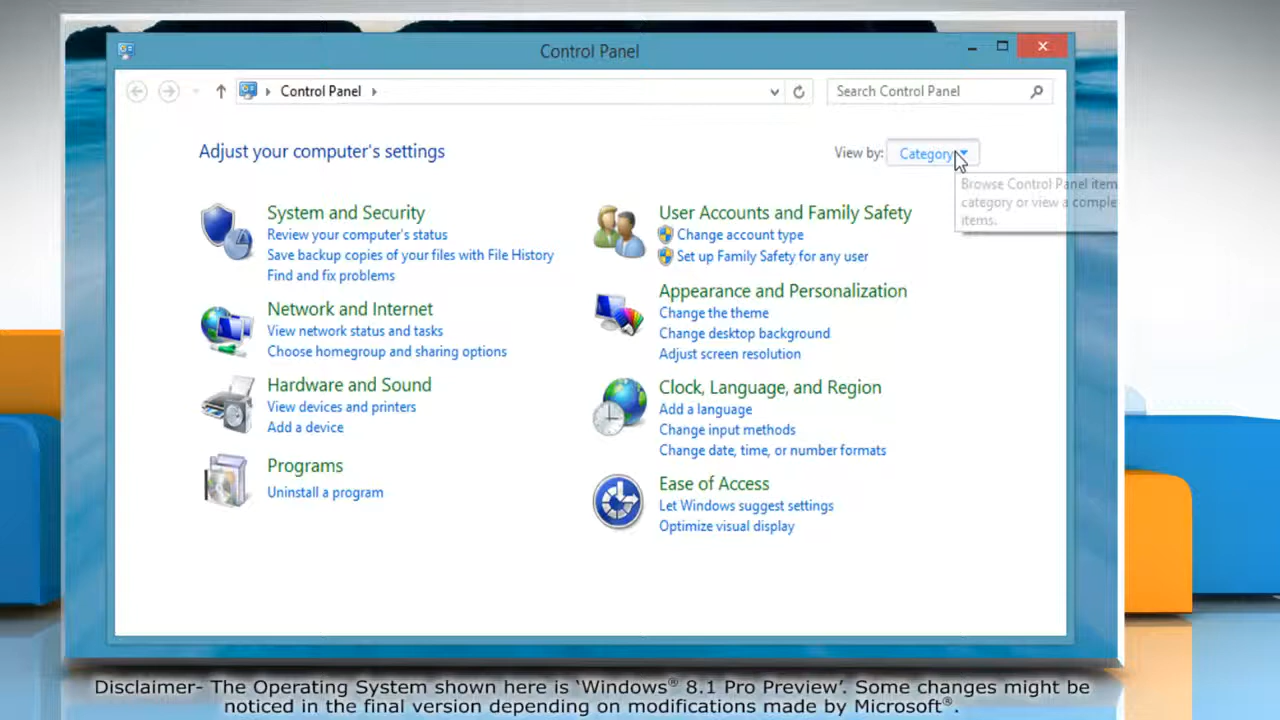 Control Panel
Control Panel
Search Control Panel
Adjust your computer's settings
View by: Category
Browse Control Panel item
category or view a comple
items.
System and Security
Review your computer's status
Save backup copies of your files with File History
Find and fix problems
Network and Internet
View network status and tasks
Choose homegroup and sharing options
Hardware and Sound
View devices and printers
Add a device
Programs
Uninstall a program
User Accounts and Family Safety
Change account type
Set up Family Safety for any user
Appearance and Personalization
Change the theme
Change desktop background
Adjust screen resolution
Clock, Language, and Region
Add a language
Change input methods
Change date, time, or number formats
Ease of Access
Let Windows suggest settings
Optimize visual display
Disclaimer- The Operating System shown here is ‘Windows® 8.1 Pro Preview’. Some changes might be
noticed in the final version depending on modifications made by Microsoft®.